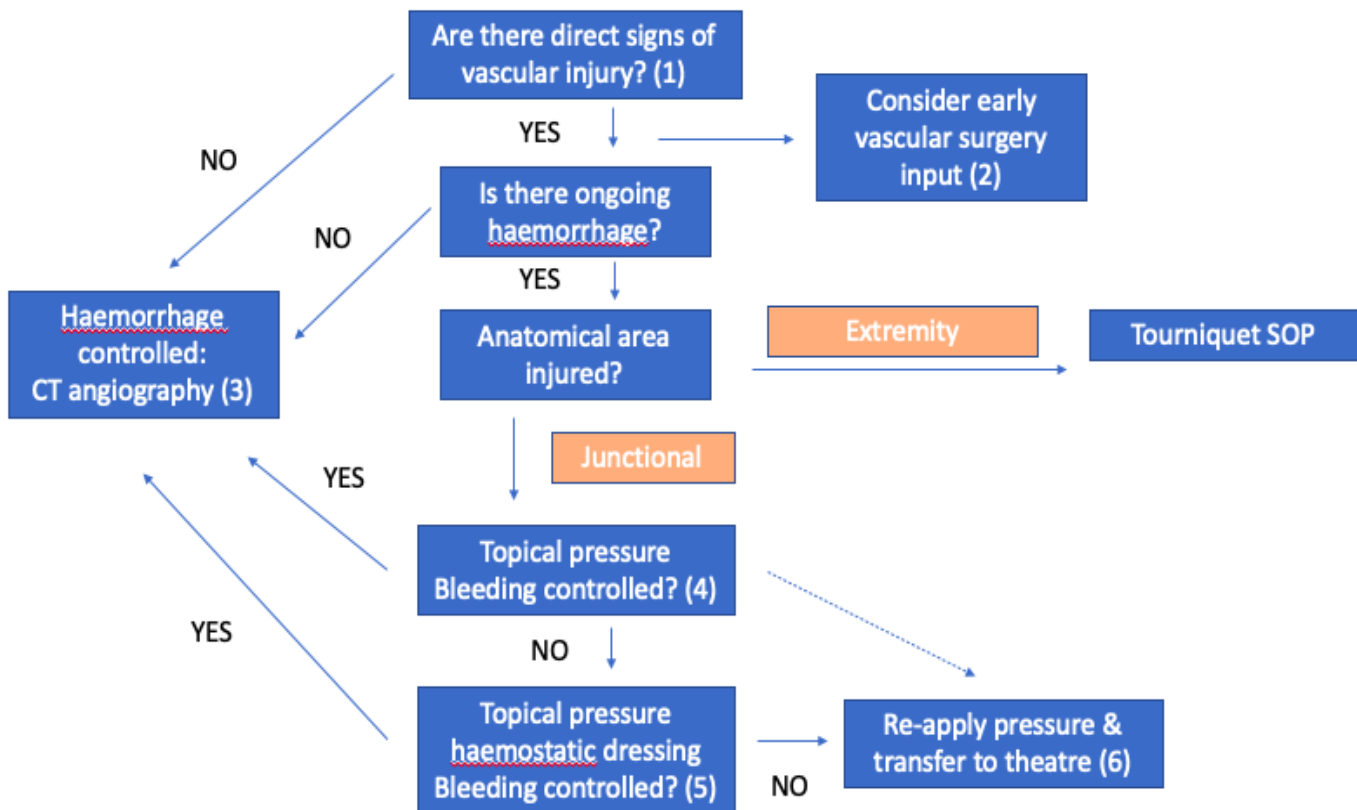 Are there direct signs of
vascular injury? (1)
Consider early
vascular surgery
input (2)
YES
NO
Is there ongoing
haemorrhage?
NO
YES
Haemorrhage
controlled:
CT angiography (3)
Anatomical area
injured?
Extremity
Tourniquet SOP
Junctional
YES
Topical pressure
Bleeding controlled? (4)
YES
NO
Topical pressure
haemostatic dressing
Bleeding controlled? (5)
NO
Re-apply pressure &
transfer to theatre (6)